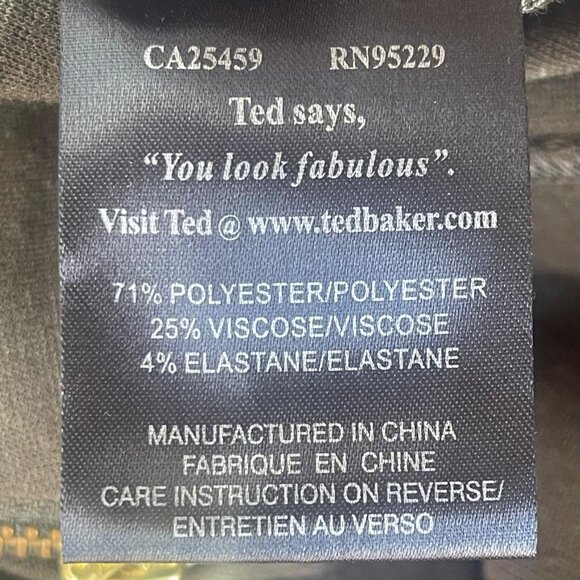 CA25459 RN95229
Ted says,
"You look fabulous".
Visit Ted @ www.tedbaker.com
71% POLYESTER/POLYESTER
25% VISCOSE/VISCOSE
4% ELASTANE/ELASTANE
MANUFACTURED IN CHINA
FABRIQUE EN CHINE
CARE INSTRUCTION ON REVERSE/
ENTRETIEN AU VERSO